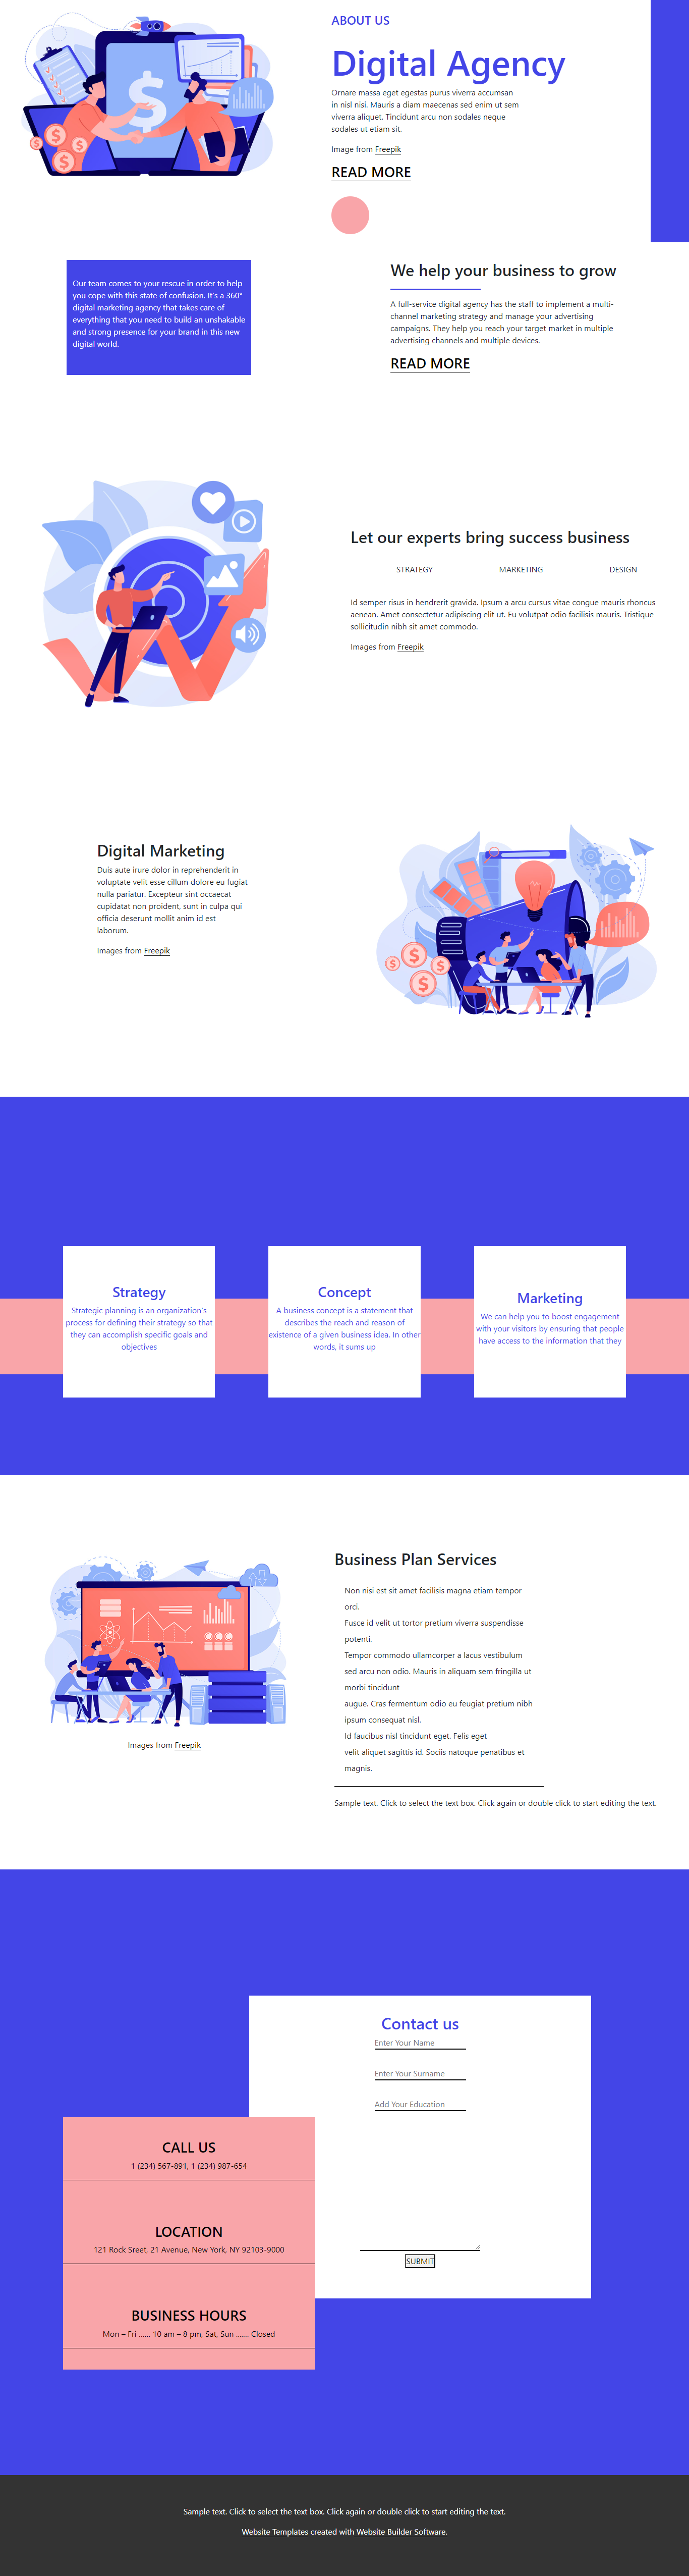 ABOUT US
Digital Agency
Ornare massa eget egestas purus viverra accumsan
in nisl nisi. Mauris a diam maecenas sed enim ut sem
viverra aliquet. Tincidunt arcu non sodales neque
sodales ut etiam sit.
Image from Freepik
READ MORE
Our team comes to your rescue in order to help
you cope with this state of confusion. It's a 360°
digital marketing agency that takes care of
everything that you need to build an unshakable
and strong presence for your brand in this new
digital world.
We help your business to grow
A full-service digital agency has the staff to implement a multi-
channel marketing strategy and manage your advertising
campaigns. They help you reach your target market in multiple
advertising channels and multiple devices.
READ MORE
Let our experts bring success business
STRATEGY MARKETING DESIGN
Id semper risus in hendrerit gravida. Ipsum a arcu cursus vitae congue mauris rhoncus
aenean. Amet consectetur adipiscing elit ut. Eu volutpat odio facilisis mauris. Tristique
sollicitudin nibh sit amet commodo.
Images from Freepik
Digital Marketing
Duis aute irure dolor in reprehenderit in
voluptate velit esse cillum dolore eu fugiat
nulla pariatur. Excepteur sint occaecat
cupidatat non proident, sunt in culpa qui
officia deserunt mollit anim id est
laborum.
Images from Freepik
Strategy
Strategic planning is an organization's
process for defining their strategy so that
they can accomplish specific goals and
objectives
Concept
A business concept is a statement that
describes the reach and reason of
existence of a given business idea. In other
words, it sums up
Marketing
We can help you to boost engagement
with your visitors by ensuring that people
have access to the information that they
Images from Freepik
Business Plan Services
Non nisi est sit amet facilisis magna etiam tempor
orci.
Fusce id velit ut tortor pretium viverra suspendisse
potenti.
Tempor commodo ullamcorper a lacus vestibulum
sed arcu non odio. Mauris in aliquam sem fringilla ut
morbi tincidunt
augue. Cras fermentum odio eu feugiat pretium nibh
ipsum consequat nisl.
Id faucibus nisl tincidunt eget. Felis eget
velit aliquet sagittis id. Sociis natoque penatibus et
magnis.
Sample text. Click to select the text box. Click again or double click to start editing the text.
Contact us
Enter Your Name
Enter Your Surname
Add Your Education
SUBMIT
CALL US
1 (234) 567-891, 1 (234) 987-654
LOCATION
121 Rock Sreet, 21 Avenue, New York, NY 92103-9000
BUSINESS HOURS
Mon – Fri ...... 10 am – 8 pm, Sat, Sun ....... Closed
Sample text. Click to select the text box. Click again or double click to start editing the text.
Website Templates created with Website Builder Software.